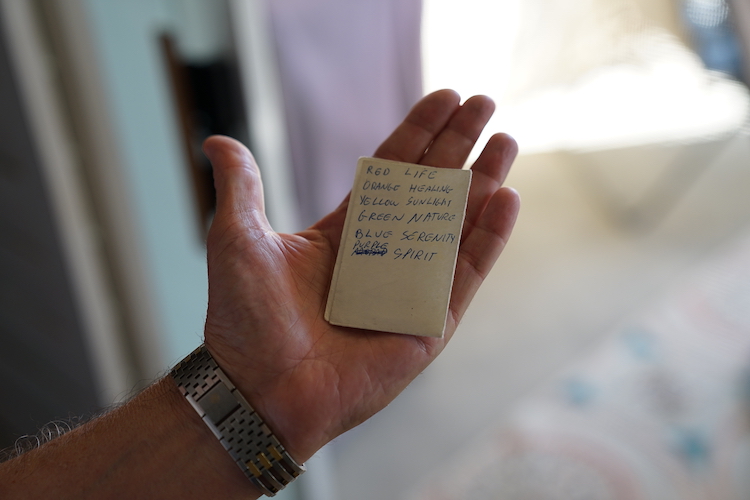 RED LIFE
ORANGE HEALING
YELLOW SUNLIGHT
GREEN NATURE
BLUE SERENITY
PURPLE
SPIRIT